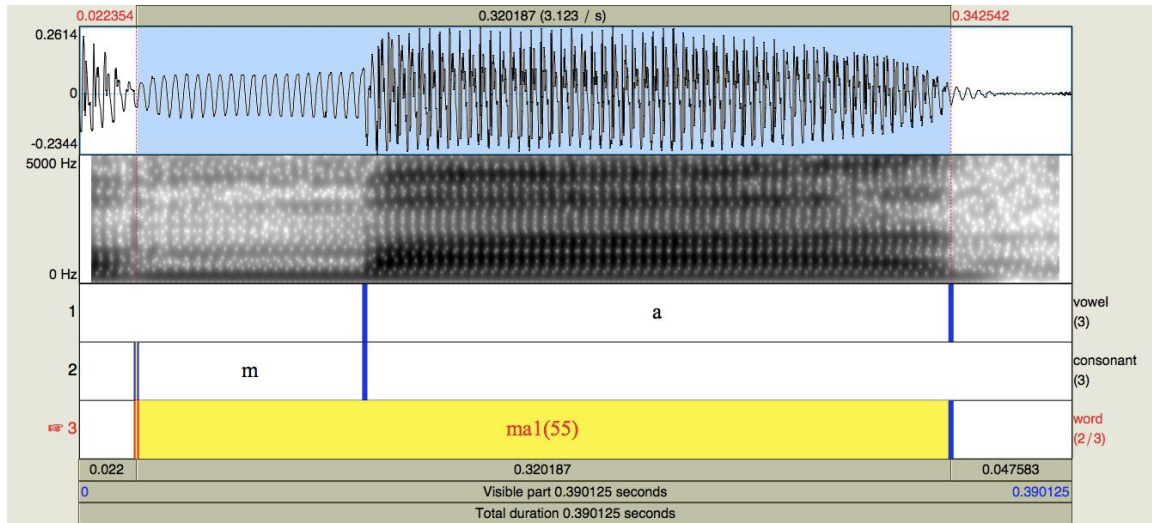 0.022354 0.320187 (3.123 / s) 0.342542
0.2614
0
-0.2344
5000 Hz
0 Hz
1 a vowel
(3)
2 m consonant
(3)
3 ma1(55) word
(2/3)
0.022 0.320187 0.047583
0 Visible part 0.390125 seconds 0.390125
Total duration 0.390125 seconds